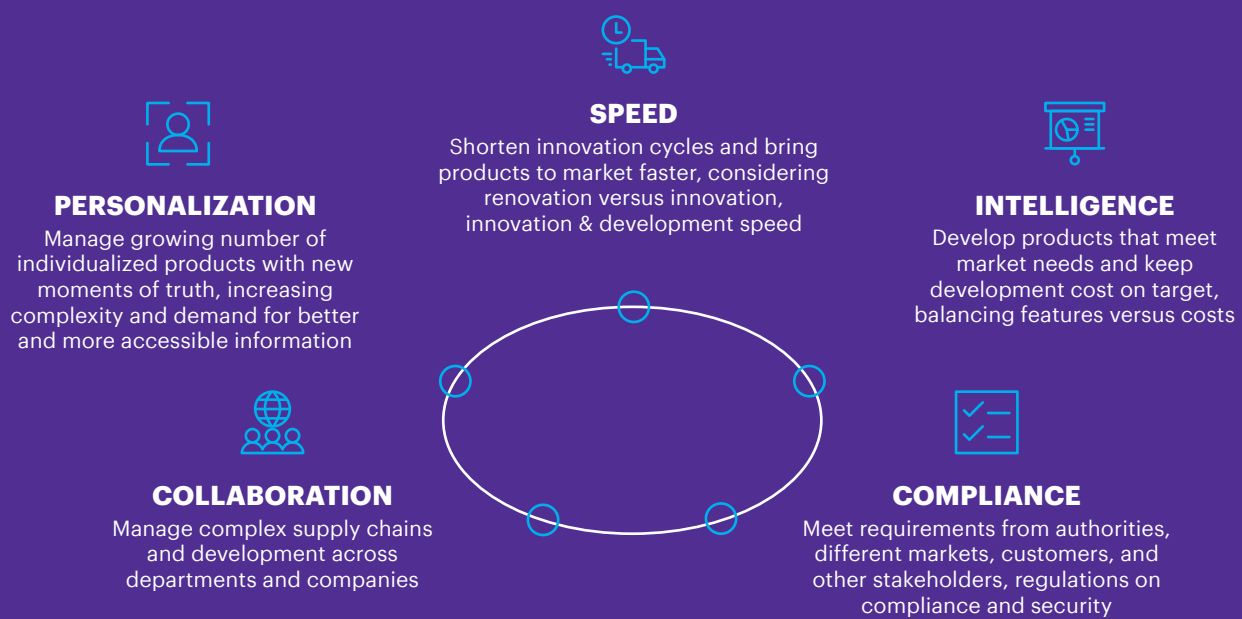 SPEED
Shorten innovation cycles and bring
products to market faster, considering
renovation versus innovation,
innovation & development speed
PERSONALIZATION
Manage growing number of
individualized products with new
moments of truth, increasing
complexity and demand for better
and more accessible information
INTELLIGENCE
Develop products that meet
market needs and keep
development cost on target,
balancing features versus costs
COLLABORATION
Manage complex supply chains
and development across
departments and companies
COMPLIANCE
Meet requirements from authorities,
different markets, customers, and
other stakeholders, regulations on
compliance and security